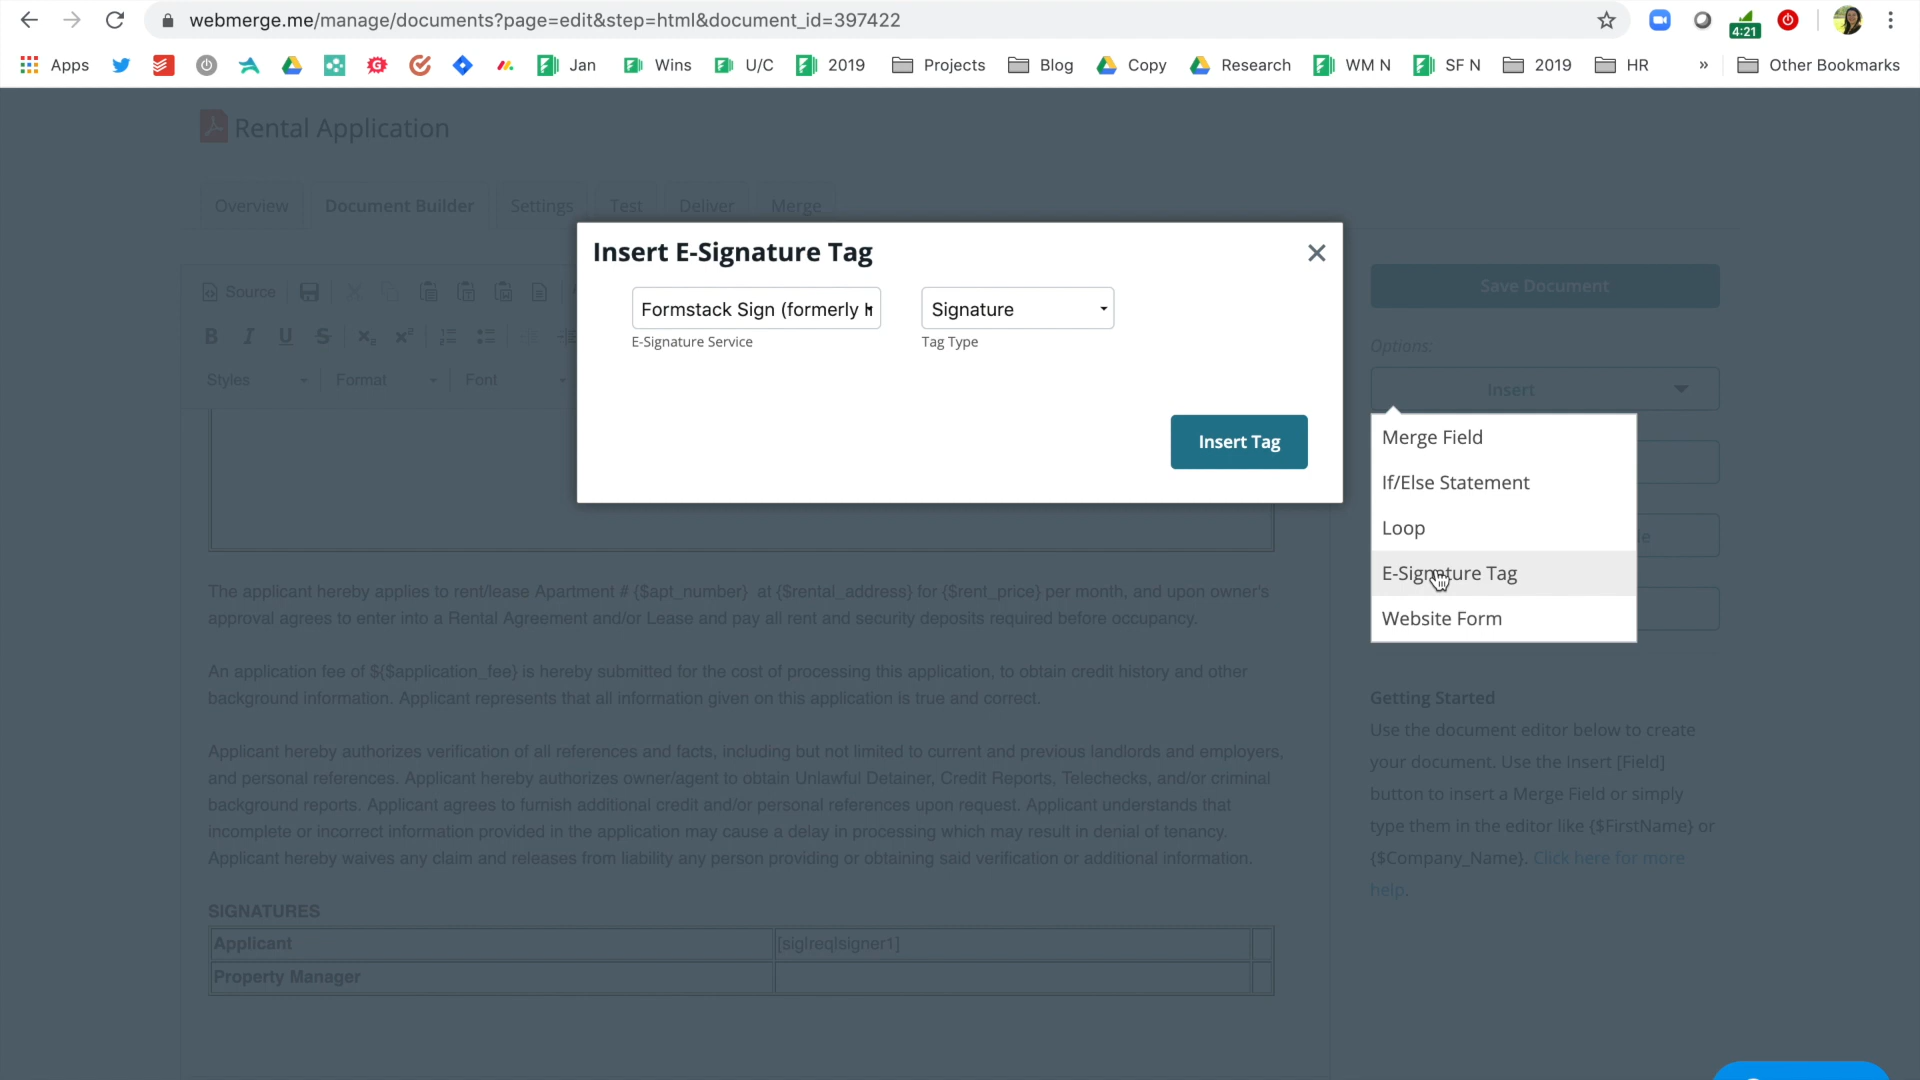 webmerge.me/manage/documents?page=edit&step=html&document_id=397422
4:21
Apps Jan Wins U/C 2019 Projects Blog Copy Research WM N SF N 2019 HR » Other Bookmarks
Rental Application
Overview Document Builder Settings Test Deliver Merge
Insert E-Signature Tag
Formstack Sign (formerly Signature
E-Signature Service Tag Type
Insert Tag
Source
Styles Format Font
Save Document
Options:
Insert
Merge Field
If/Else Statement
Loop
E-Signature Tag
Website Form
The applicant hereby applies to rent/lease Apartment # {$apt_number} at {$rental_address} for {$rent_price} per month, and upon owner's
approval agrees to enter into a Rental Agreement and/or Lease and pay all rent and security deposits required before occupancy.
An application fee of ${$application_fee} is hereby submitted for the cost of processing this application, to obtain credit history and other
background information. Applicant represents that all information given on this application is true and correct.
Applicant hereby authorizes verification of all references and facts, including but not limited to current and previous landlords and employers,
and personal references. Applicant hereby authorizes owner/agent to obtain Unlawful Detainer, Credit Reports, Telechecks, and/or criminal
background reports. Applicant agrees to furnish additional credit and/or personal references upon request. Applicant understands that
incomplete or incorrect information provided in the application may cause a delay in processing which may result in denial of tenancy.
Applicant hereby waives any claim and releases from liability any person providing or obtaining said verification or additional information.
SIGNATURES
Applicant [sig|req|signer1]
Property Manager
Getting Started
Use the document editor below to create
your document. Use the Insert [Field]
button to insert a Merge Field or simply
type them in the editor like {$FirstName} or
{$Company_Name}. Click here for more
help.